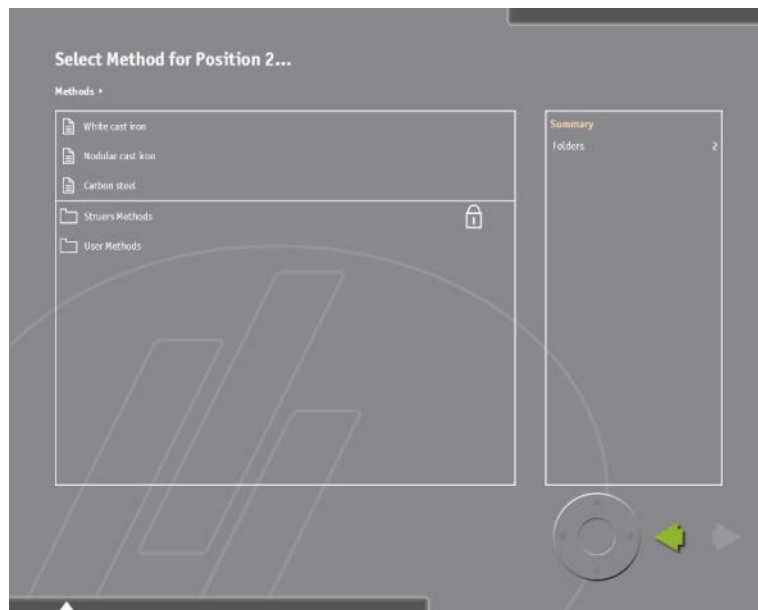 Select Method for Position 2...
Methods
White cast iron
Nodular cast iron
Carbon steel
Struers Methods
User Methods
Summary
Folders 2